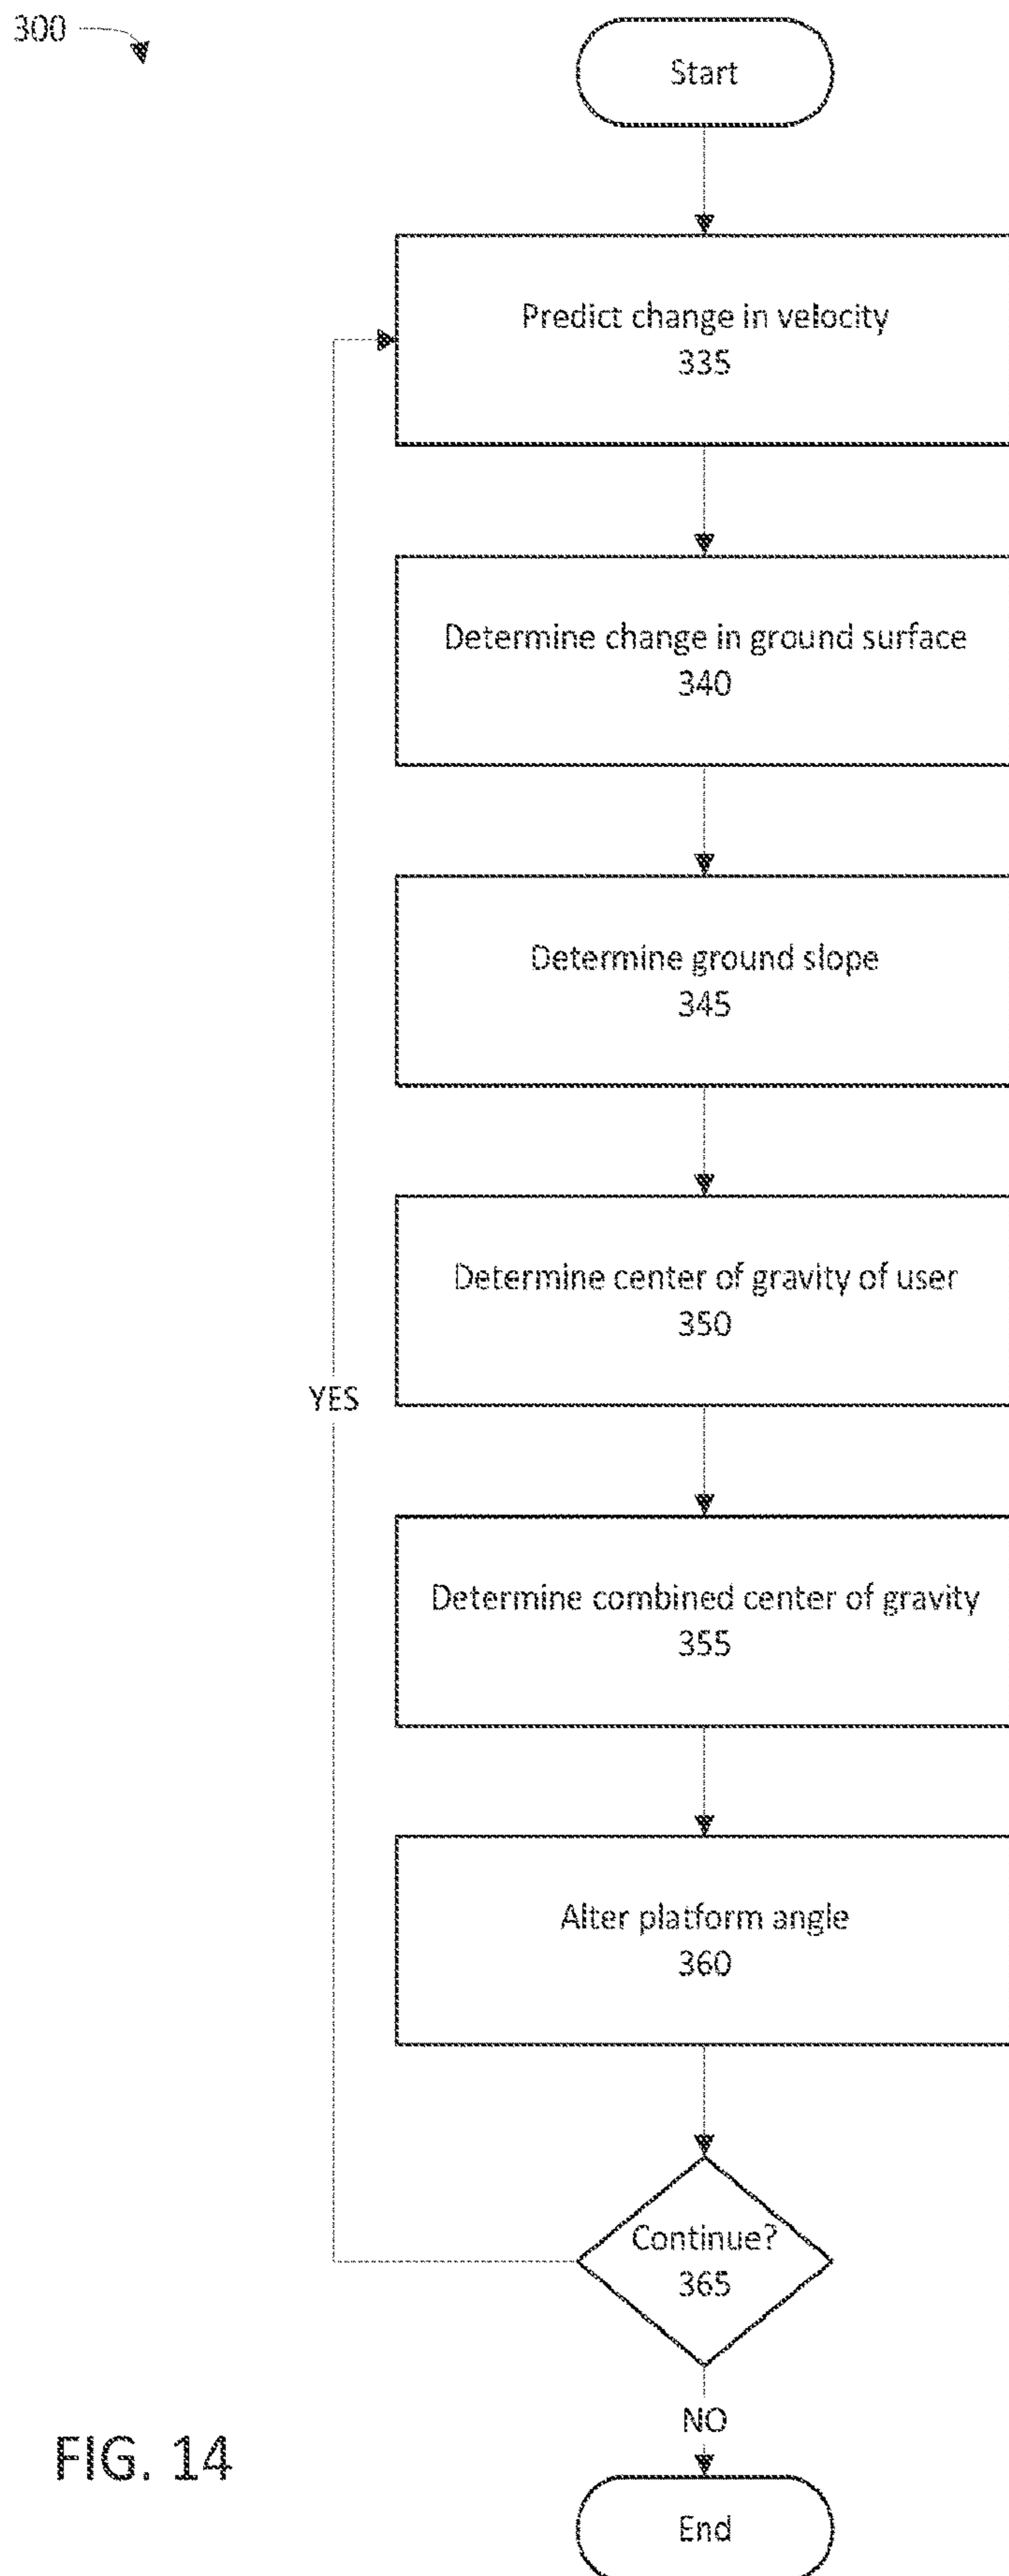 300
Start
Predict change in velocity
335
Determine change in ground surface
340
Determine ground slope
345
Determine center of gravity of user
350
YES
Determine combined center of gravity
355
Alter platform angle
360
Continue?
365
NO
FIG. 14
End